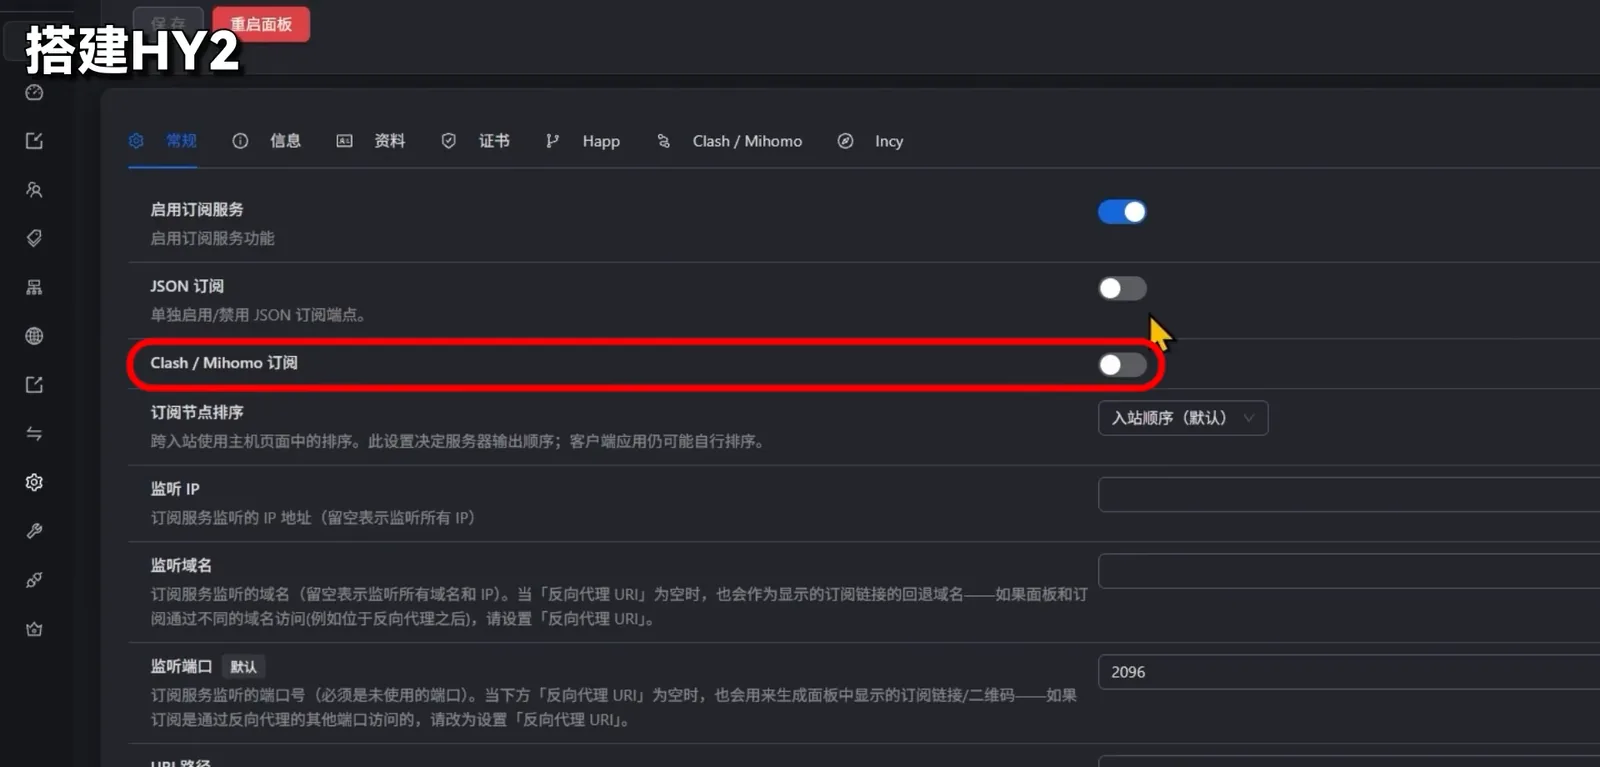 保存
重启面板
搭建HY2
常规
信息
资料
证书
Happ
Clash / Mihomo
Incy
启用订阅服务
启用订阅服务功能
JSON 订阅
单独启用/禁用 JSON 订阅端点。
Clash / Mihomo 订阅
订阅节点排序
跨入站使用主机页面中的排序。此设置决定服务器输出顺序；客户端应用仍可能自行排序。
入站顺序（默认）
监听 IP
订阅服务监听的 IP 地址（留空表示监听所有 IP）
监听域名
订阅服务监听的域名（留空表示监听所有域名和 IP）。当「反向代理 URI」为空时，也会作为显示的订阅链接的回退域名——如果面板和订
阅通过不同的域名访问(例如位于反向代理之后)，请设置「反向代理 URI」。
监听端口 默认
订阅服务监听的端口号（必须是未使用的端口）。当下方「反向代理 URI」为空时，也会用来生成面板中显示的订阅链接/二维码——如果
订阅是通过反向代理的其他端口访问的，请改为设置「反向代理 URI」。
2096
URI 路径